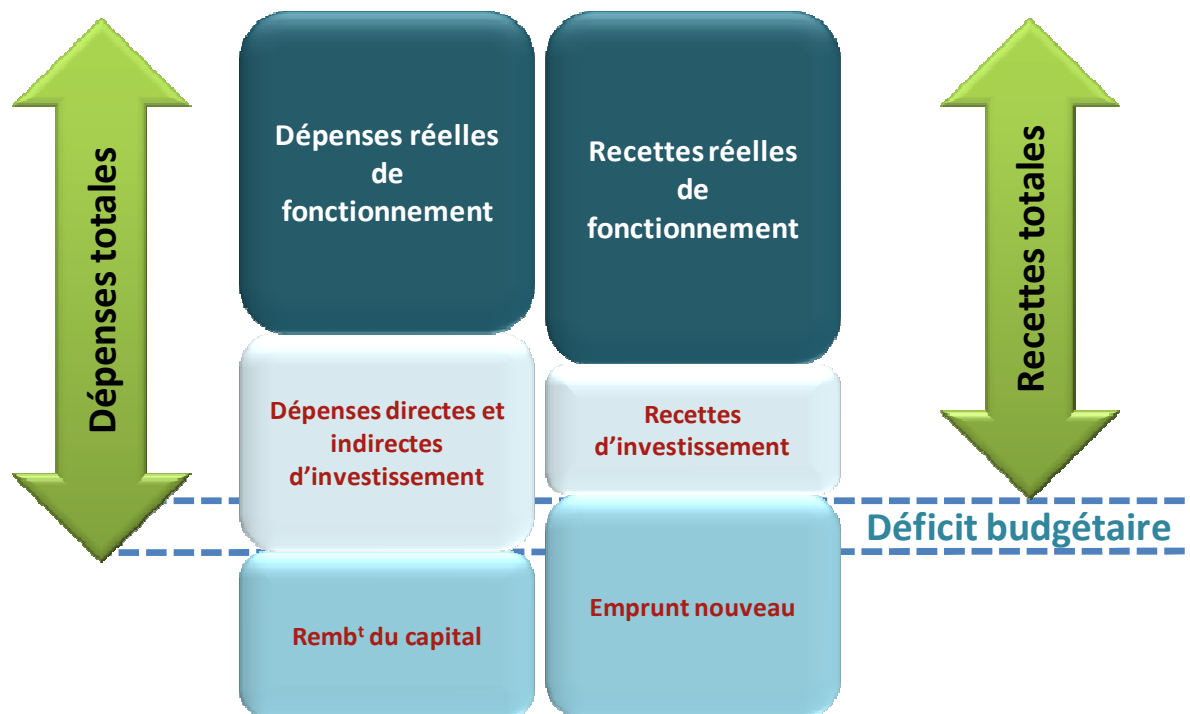 Dépenses totales
Dépenses réelles
de
fonctionnement
Recettes réelles
de
fonctionnement
Recettes totales
Dépenses directes et
indirectes
d’investissement
Recettes
d’investissement
Déficit budgétaire
Rembᵗ du capital
Emprunt nouveau